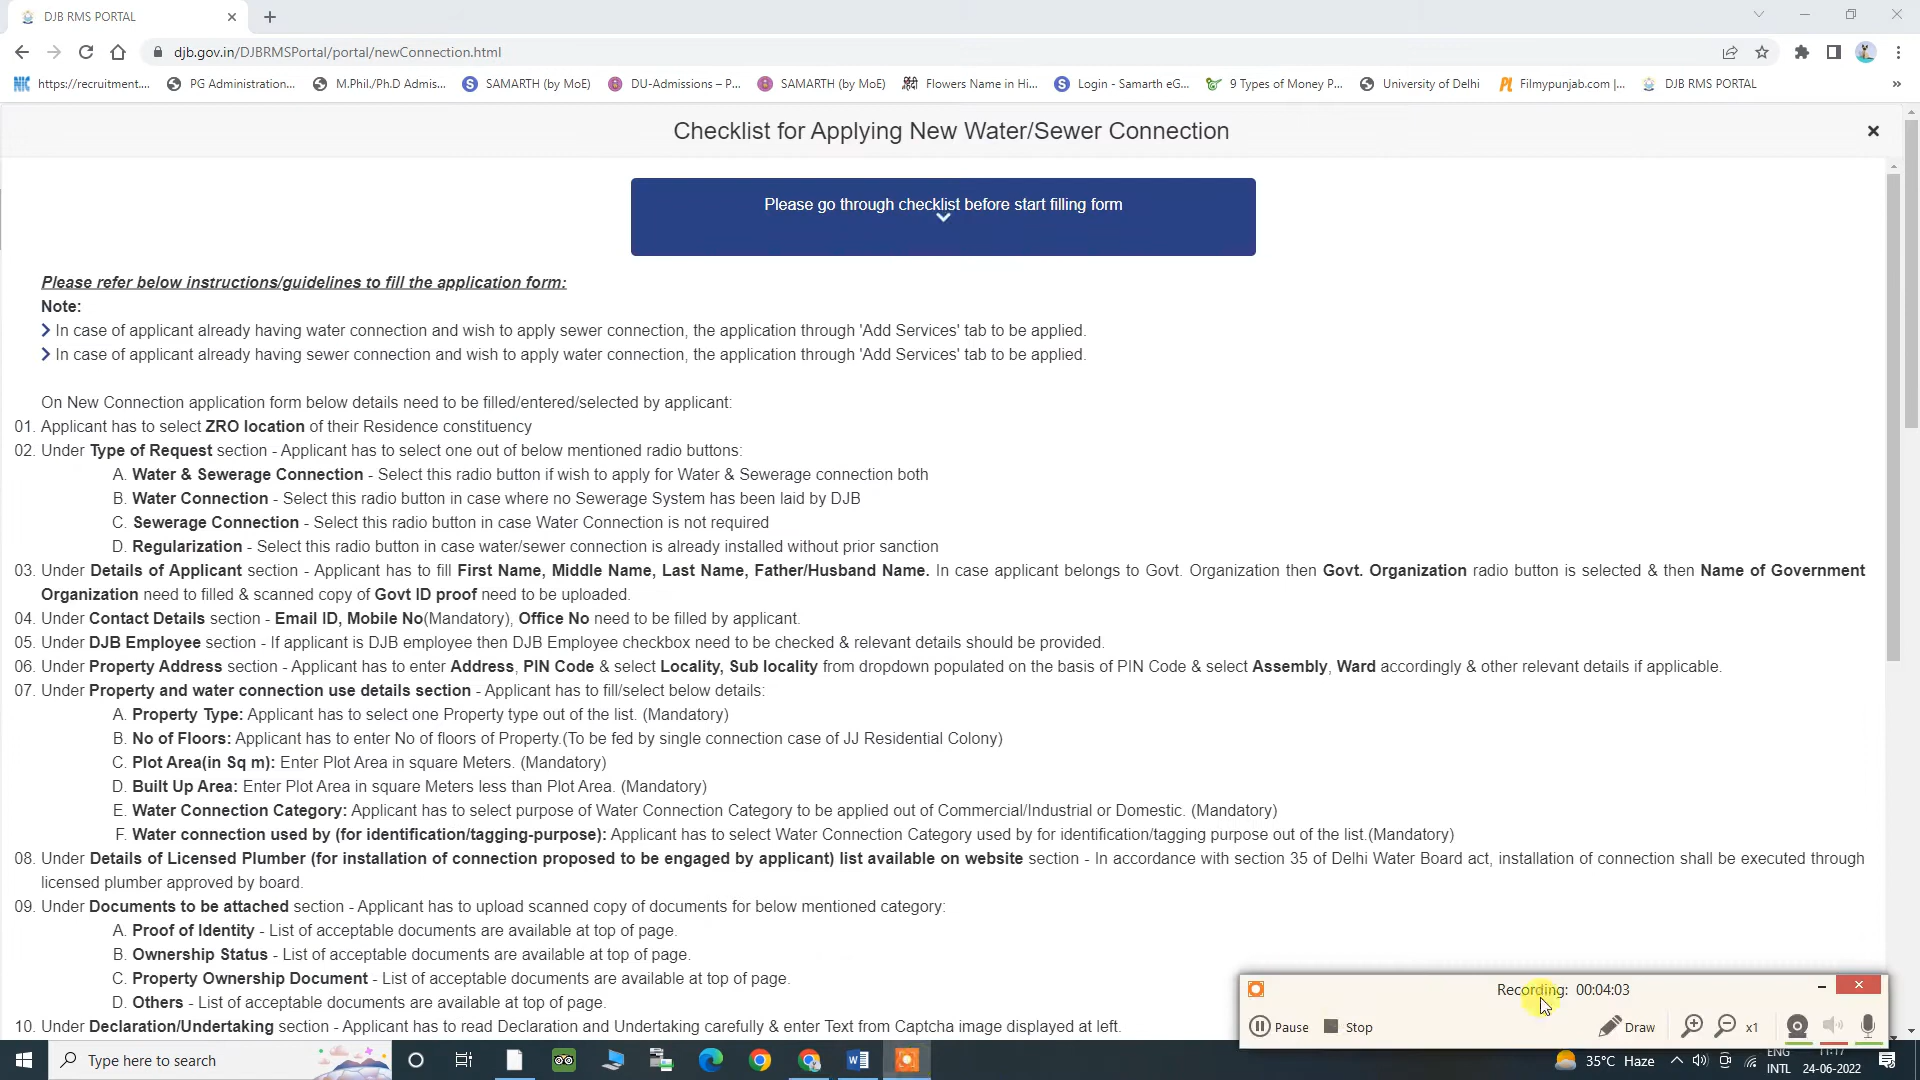 DJB RMS PORTAL
djb.gov.in/DJBRMSPortal/portal/newConnection.html
https://recruitment.... PG Administration... M.Phil./Ph.D Admis... SAMARTH (by MoE) DU-Admissions – P... SAMARTH (by MoE) Flowers Name in Hi... Login - Samarth eG... 9 Types of Money P... University of Delhi Filmypunjab.com |... DJB RMS PORTAL »
Checklist for Applying New Water/Sewer Connection
Please go through checklist before start filling form
Please refer below instructions/guidelines to fill the application form:
Note:
In case of applicant already having water connection and wish to apply sewer connection, the application through 'Add Services' tab to be applied.
In case of applicant already having sewer connection and wish to apply water connection, the application through 'Add Services' tab to be applied.
On New Connection application form below details need to be filled/entered/selected by applicant:
01. Applicant has to select ZRO location of their Residence constituency
02. Under Type of Request section - Applicant has to select one out of below mentioned radio buttons:
A. Water & Sewerage Connection - Select this radio button if wish to apply for Water & Sewerage connection both
B. Water Connection - Select this radio button in case where no Sewerage System has been laid by DJB
C. Sewerage Connection - Select this radio button in case Water Connection is not required
D. Regularization - Select this radio button in case water/sewer connection is already installed without prior sanction
03. Under Details of Applicant section - Applicant has to fill First Name, Middle Name, Last Name, Father/Husband Name. In case applicant belongs to Govt. Organization then Govt. Organization radio button is selected & then Name of Government
Organization need to filled & scanned copy of Govt ID proof need to be uploaded.
04. Under Contact Details section - Email ID, Mobile No(Mandatory), Office No need to be filled by applicant.
05. Under DJB Employee section - If applicant is DJB employee then DJB Employee checkbox need to be checked & relevant details should be provided.
06. Under Property Address section - Applicant has to enter Address, PIN Code & select Locality, Sub locality from dropdown populated on the basis of PIN Code & select Assembly, Ward accordingly & other relevant details if applicable.
07. Under Property and water connection use details section - Applicant has to fill/select below details:
A. Property Type: Applicant has to select one Property type out of the list. (Mandatory)
B. No of Floors: Applicant has to enter No of floors of Property.(To be fed by single connection case of JJ Residential Colony)
C. Plot Area(in Sq m): Enter Plot Area in square Meters. (Mandatory)
D. Built Up Area: Enter Plot Area in square Meters less than Plot Area. (Mandatory)
E. Water Connection Category: Applicant has to select purpose of Water Connection Category to be applied out of Commercial/Industrial or Domestic. (Mandatory)
F. Water connection used by (for identification/tagging-purpose): Applicant has to select Water Connection Category used by for identification/tagging purpose out of the list.(Mandatory)
08. Under Details of Licensed Plumber (for installation of connection proposed to be engaged by applicant) list available on website section - In accordance with section 35 of Delhi Water Board act, installation of connection shall be executed through
licensed plumber approved by board.
09. Under Documents to be attached section - Applicant has to upload scanned copy of documents for below mentioned category:
A. Proof of Identity - List of acceptable documents are available at top of page.
B. Ownership Status - List of acceptable documents are available at top of page.
C. Property Ownership Document - List of acceptable documents are available at top of page.
D. Others - List of acceptable documents are available at top of page.
10. Under Declaration/Undertaking section - Applicant has to read Declaration and Undertaking carefully & enter Text from Captcha image displayed at left.
Recording: 00:04:03
Pause Stop Draw x1
Type here to search
35°C Haze
ENG
INTL
11:17
24-06-2022